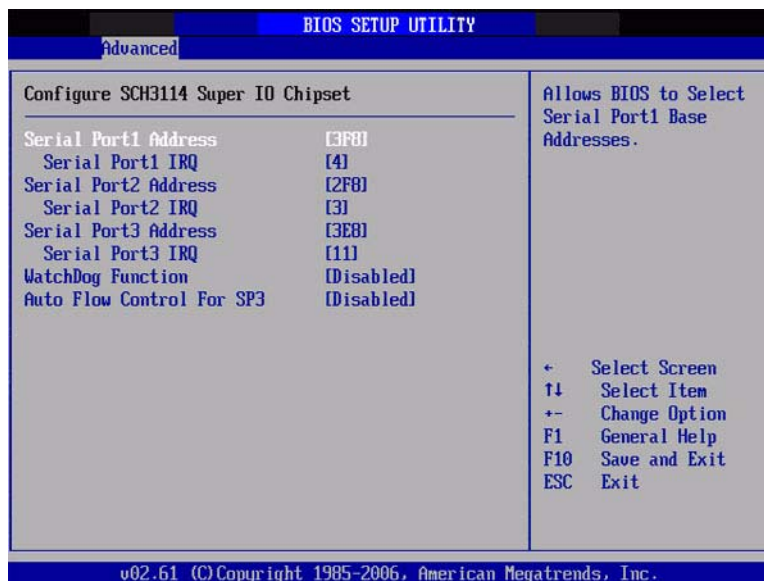 BIOS SETUP UTILITY
Advanced
Configure SCH3114 Super IO Chipset
Serial Port1 Address [3F8]
Serial Port1 IRQ [4]
Serial Port2 Address [2F8]
Serial Port2 IRQ [3]
Serial Port3 Address [3E8]
Serial Port3 IRQ [11]
WatchDog Function [Disabled]
Auto Flow Control For SP3 [Disabled]
Allows BIOS to Select
Serial Port1 Base
Addresses.
← Select Screen
↑↓ Select Item
+- Change Option
F1 General Help
F10 Save and Exit
ESC Exit
v02.61 (C)Copyright 1985-2006, American Megatrends, Inc.